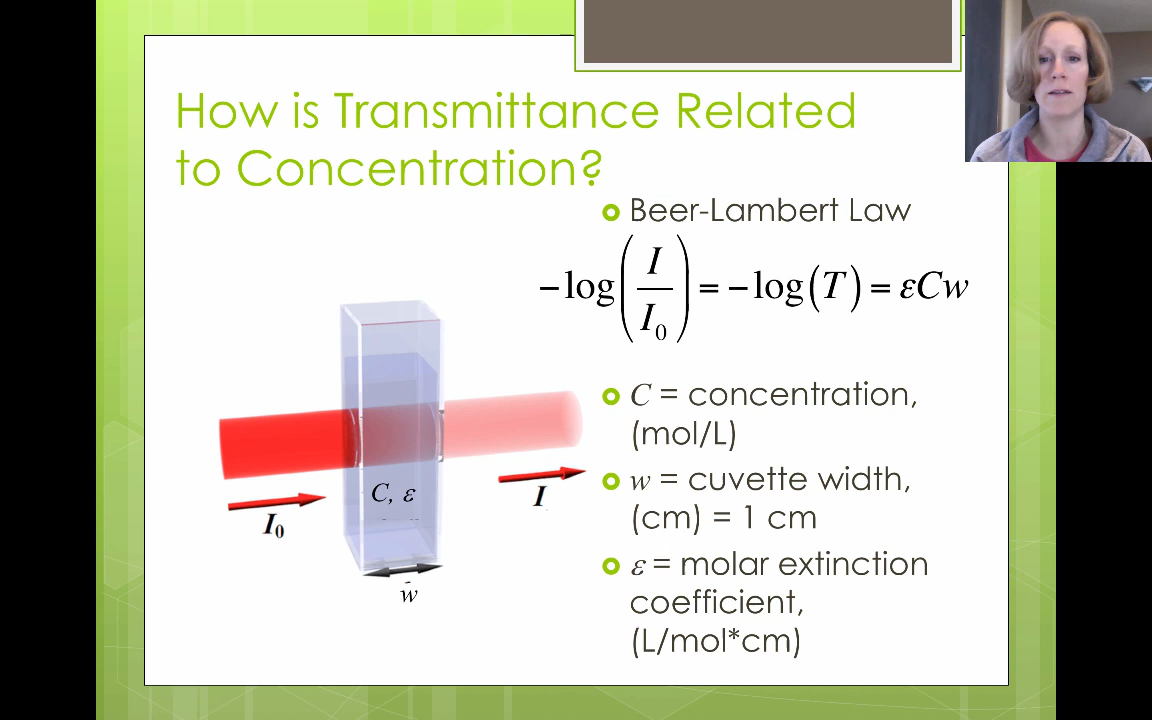 How is Transmittance Related
to Concentration?
Beer-Lambert Law
−log(I/I₀) = −log(T) = εCw
C = concentration,
(mol/L)
w = cuvette width,
(cm) = 1 cm
ε = molar extinction
coefficient,
(L/mol*cm)
C, ε
I₀
I
w